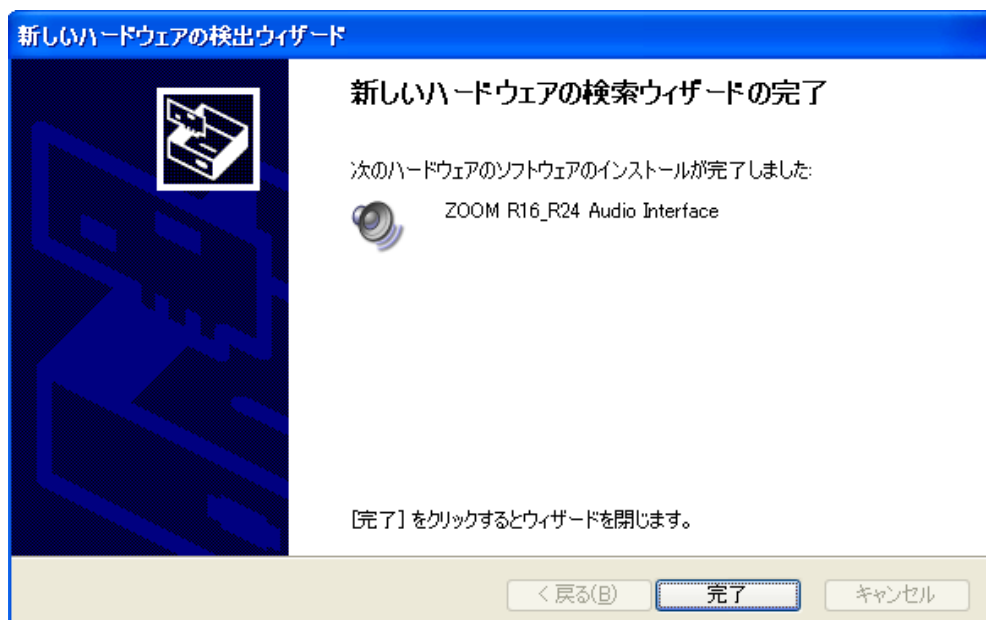 新しいハードウェアの検出ウィザード
新しいハードウェアの検索ウィザードの完了
次のハードウェアのソフトウェアのインストールが完了しました:
ZOOM R16_R24 Audio Interface
[完了] をクリックするとウィザードを閉じます。
< 戻る(B)
完了
キャンセル